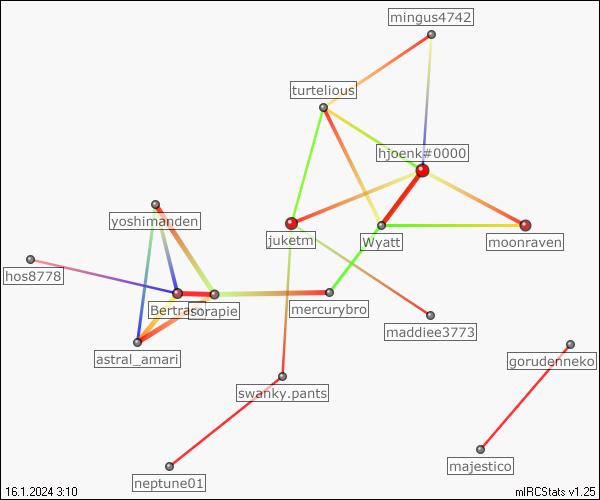 mingus4742
turtelious
hjoenk#0000
yoshimanden
juketm
Wyatt
moonraven
hos8778
sorapie
mercurybro
maddiee3773
astral_amari
gorudenneko
swanky.pants
majestico
neptune01
16.1.2024 3:10
mIRCStats v1.25